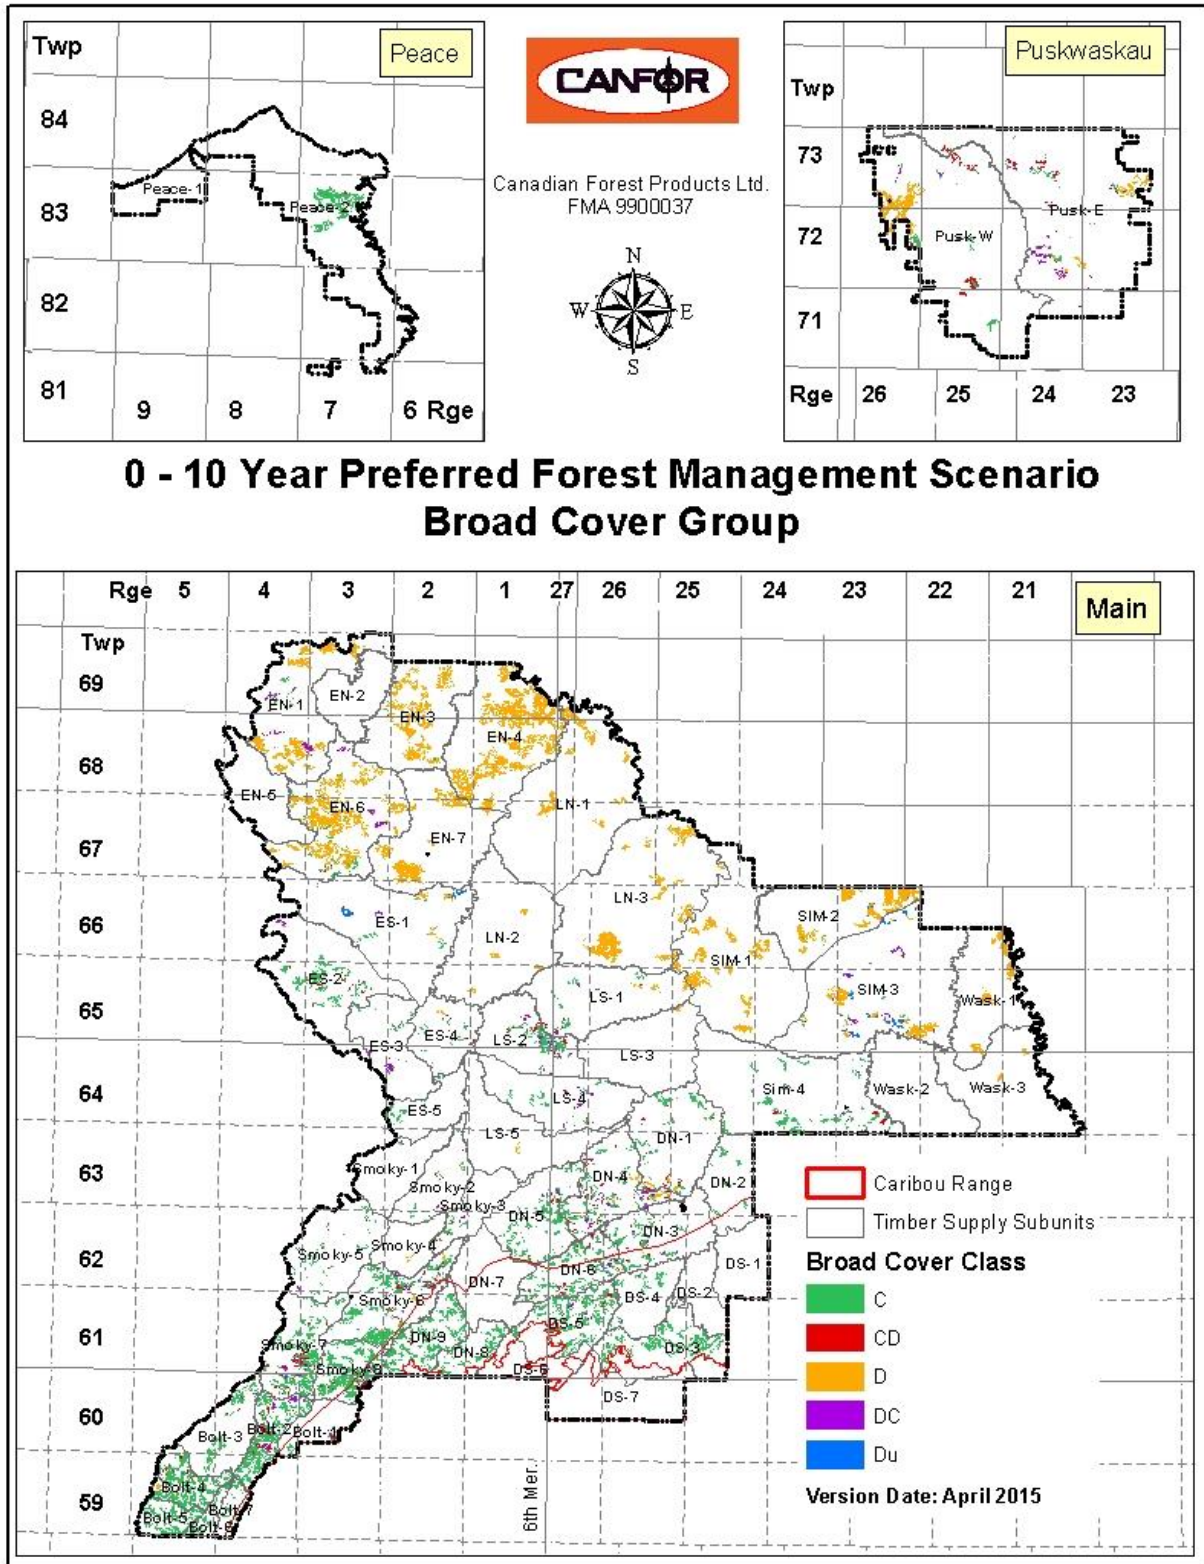 Twp
Peace
84
83
82
81
9
8
7
6 Rge
Peace-1
Peace-2
CANFOR
Canadian Forest Products Ltd.
FMA 9900037
N
W
E
S
Puskwaskau
Twp
73
72
71
Rge
26
25
24
23
Pusk-W
Pusk-E
0 - 10 Year Preferred Forest Management Scenario
Broad Cover Group
Rge
5
4
3
2
1
27
26
25
24
23
22
21
Main
Twp
69
68
67
66
65
64
63
62
61
60
59
EN-1
EN-2
EN-3
EN-4
EN-5
EN-6
LN-1
EN-7
LN-3
ES-1
LN-2
SIM-2
SIM-1
ES-2
LS-1
SIM-3
Wask-1
ES-4
LS-2
ES-3
LS-3
Sim-4
Wask-2
Wask-3
ES-5
LS-4
LS-5
DN-1
Smoky-1
Smoky-2
Smoky-3
DN-4
DN-2
DN-5
DN-3
Smoky-5
Smoky-4
DN-7
DN-6
DS-1
Smoky-6
DS-4
DS-2
DS-5
DN-9
Smoky-7
DN-8
DS-3
Smoky-8
DS-6
DS-7
Bolt-3
Bolt-2
Bolt-1
Bolt-4
Bolt-5
Bolt-7
Bolt-6
6th Mer.
Caribou Range
Timber Supply Subunits
Broad Cover Class
C
CD
D
DC
Du
Version Date: April 2015